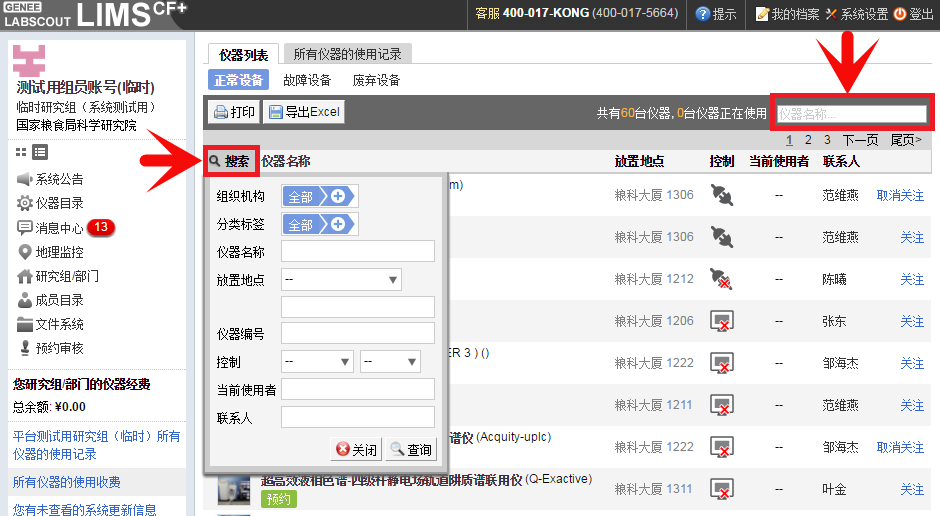 GENEE
LABSCOUT LIMS CF+
客服 400-017-KONG (400-017-5664)
提示
我的档案
系统设置
登出
测试用组员账号(临时)
临时研究组（系统测试用）
国家粮食局科学研究院
系统公告
仪器目录
消息中心 13
地理监控
研究组/部门
成员目录
文件系统
预约审核
您研究组/部门的仪器经费
总余额: ¥0.00
平台测试用研究组（临时）所有
仪器的使用记录
所有仪器的使用收费
您有未查看的系统更新信息
仪器列表 所有仪器的使用记录
正常设备 故障设备 废弃设备
打印 导出Excel
共有60台仪器, 0台仪器正在使用
仪器名称...
1 2 3 下一页 尾页>
搜索 仪器名称 放置地点 控制 当前使用者 联系人
组织机构 全部
分类标签 全部
仪器名称
放置地点 --
仪器编号
控制 -- --
当前使用者
联系人
关闭 查询
m) 粮科大厦 1306 -- 范维燕 取消关注
粮科大厦 1306 -- 范维燕 关注
粮科大厦 1212 -- 陈曦 关注
粮科大厦 1206 -- 张东 关注
ER 3 ) () 粮科大厦 1222 -- 邹海杰 关注
粮科大厦 1211 -- 范维燕 关注
谱仪 (Acquity-uplc) 粮科大厦 1222 -- 邹海杰 取消关注
超高效液相色谱-四级杆静电场轨道阱质谱联用仪 (Q-Exactive) 粮科大厦 1311 -- 叶金 关注
预约